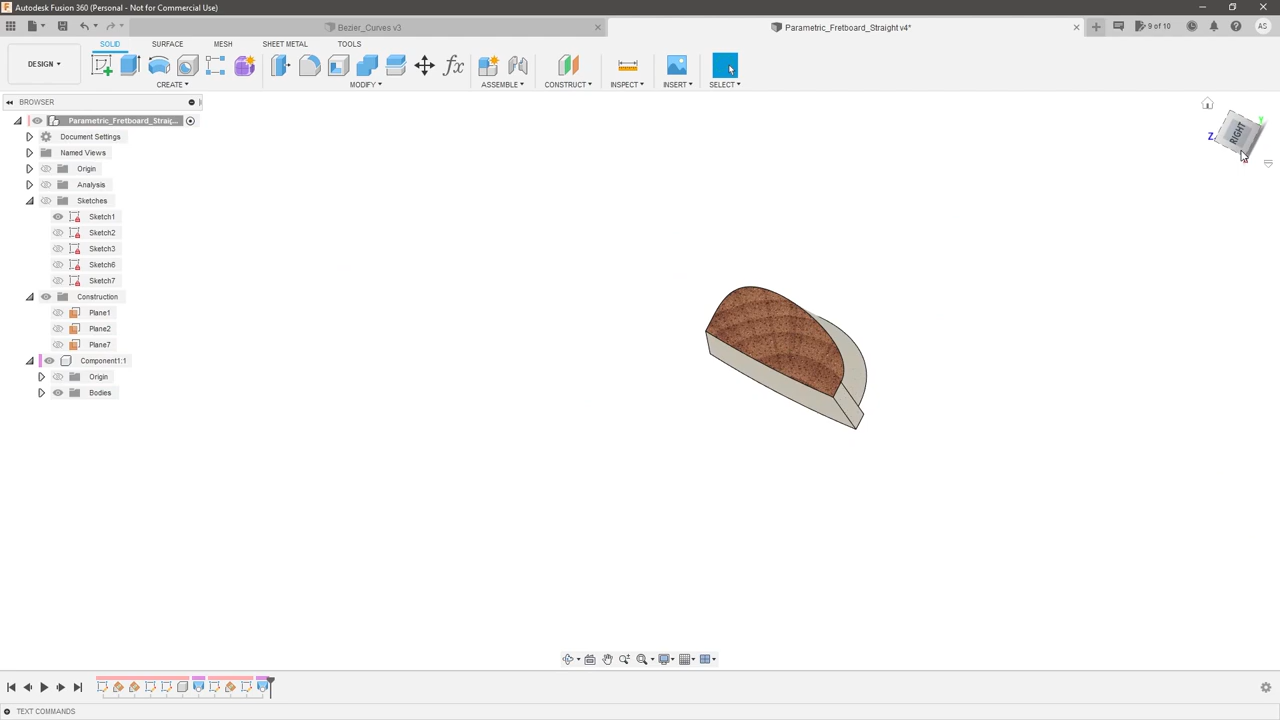 Autodesk Fusion 360 (Personal - Not for Commercial Use)
Bezier_Curves v3
Parametric_Fretboard_Straight v4*
9 of 10
AS
DESIGN
SOLID
SURFACE
MESH
SHEET METAL
TOOLS
CREATE
MODIFY
ASSEMBLE
CONSTRUCT
INSPECT
INSERT
SELECT
BROWSER
Parametric_Fretboard_Straig...
Document Settings
Named Views
Origin
Analysis
Sketches
Sketch1
Sketch2
Sketch3
Sketch6
Sketch7
Construction
Plane1
Plane2
Plane7
Component1:1
Origin
Bodies
Z
RIGHT
Y
TEXT COMMANDS